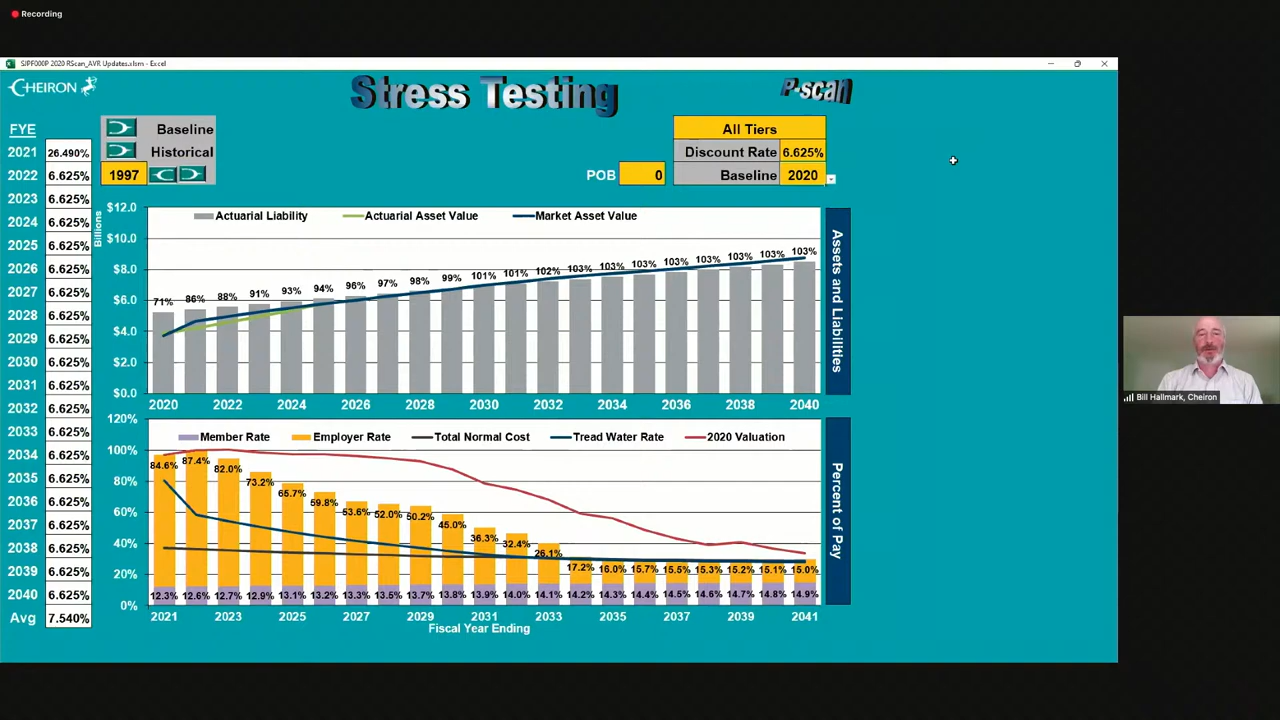 Recording
SJPF000P 2020 RScan_AVR Updates.xlsm - Excel
CHEIRON
Stress Testing
P-scan
FYE
2021 26.490%
2022 6.625%
2023 6.625%
2024 6.625%
2025 6.625%
2026 6.625%
2027 6.625%
2028 6.625%
2029 6.625%
2030 6.625%
2031 6.625%
2032 6.625%
2033 6.625%
2034 6.625%
2035 6.625%
2036 6.625%
2037 6.625%
2038 6.625%
2039 6.625%
2040 6.625%
Avg 7.540%
Baseline
Historical
1997
POB 0
All Tiers
Discount Rate 6.625%
Baseline 2020
Billions
$12.0
$10.0
$8.0
$6.0
$4.0
$2.0
$0.0
Actuarial Liability Actuarial Asset Value Market Asset Value
71% 86% 88% 91% 93% 94% 96% 97% 98% 99% 101% 101% 102% 103% 103% 103% 103% 103% 103% 103% 103%
2020 2022 2024 2026 2028 2030 2032 2034 2036 2038 2040
Assets and Liabilities
120%
100%
80%
60%
40%
20%
0%
Member Rate Employer Rate Total Normal Cost Tread Water Rate 2020 Valuation
84.6% 87.4% 82.0% 73.2% 65.7% 59.8% 53.6% 52.0% 50.2% 45.0% 36.3% 32.4% 26.1% 17.2% 16.0% 15.7% 15.5% 15.3% 15.2% 15.1% 15.0%
12.3% 12.6% 12.7% 12.9% 13.1% 13.2% 13.3% 13.5% 13.7% 13.8% 13.9% 14.0% 14.1% 14.2% 14.3% 14.4% 14.5% 14.6% 14.7% 14.8% 14.9%
2021 2023 2025 2027 2029 2031 2033 2035 2037 2039 2041
Fiscal Year Ending
Percent of Pay
Bill Hallmark, Cheiron